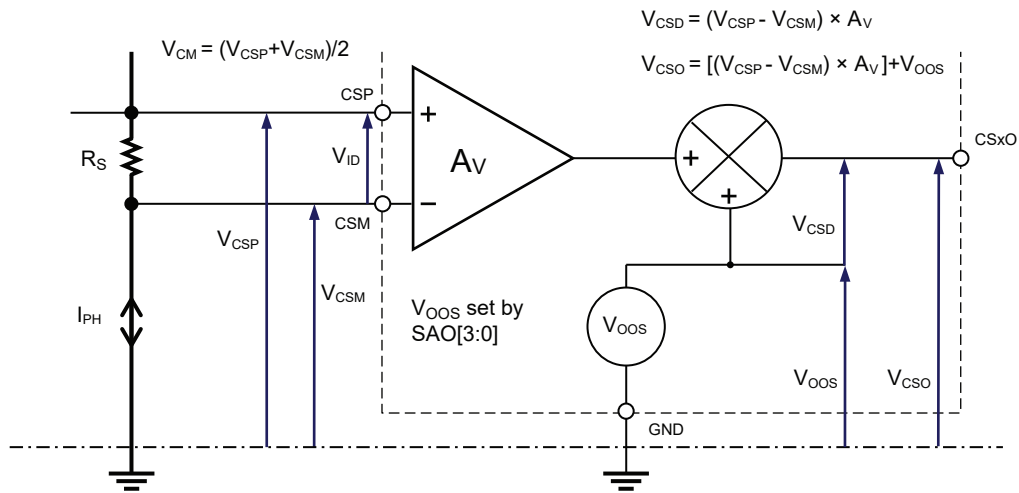 V_CSD = (V_CSP - V_CSM) × A_V
V_CM = (V_CSP+V_CSM)/2
V_CSO = [(V_CSP - V_CSM) × A_V]+V_OOS
CSP
CSxO
+
R_S
V_ID
A_V
+
+
−
CSM
V_CSP
V_CSD
V_CSM
I_PH
V_OOS set by
SAO[3:0]
V_OOS
V_OOS
V_CSO
GND